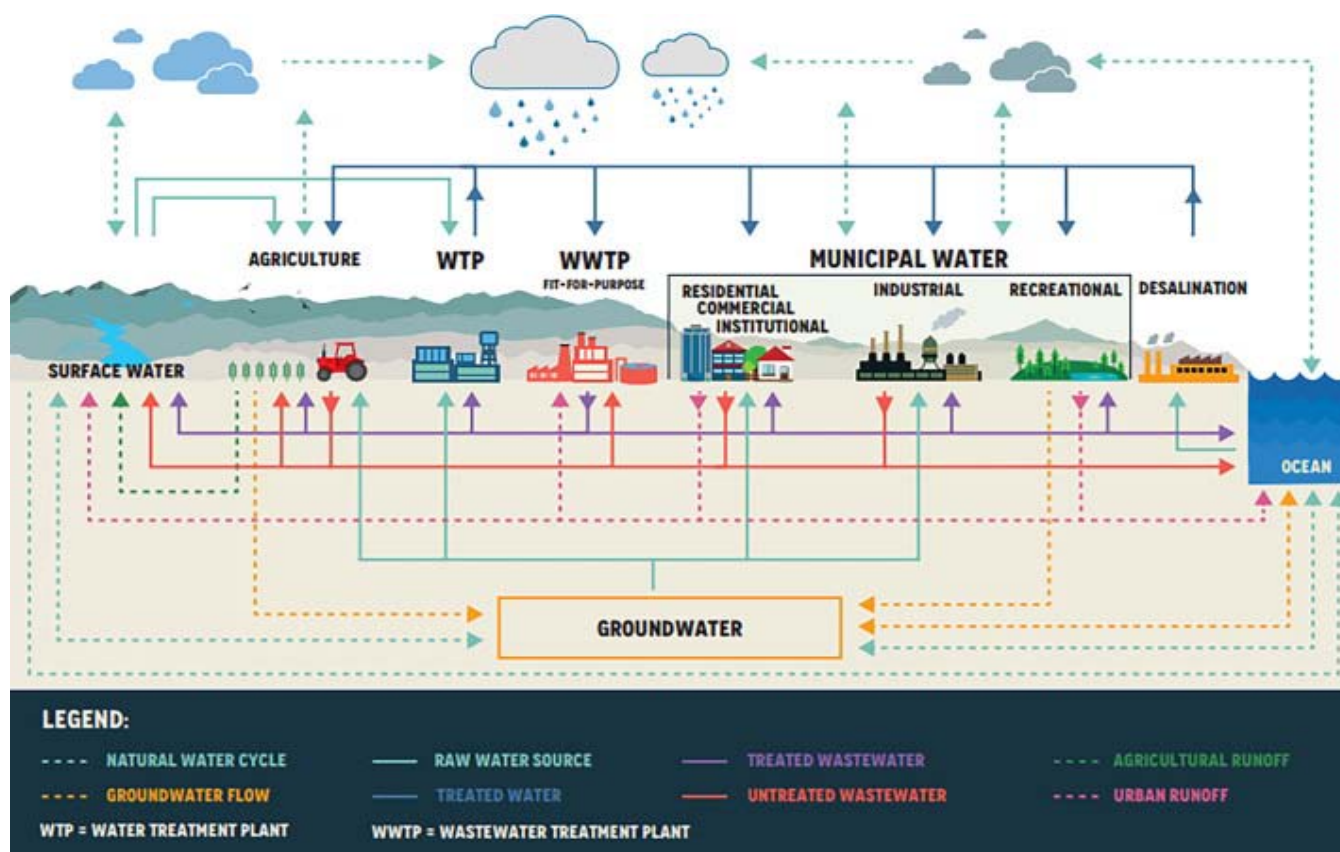 AGRICULTURE
WTP
WWTP
FIT-FOR-PURPOSE
MUNICIPAL WATER
RESIDENTIAL
COMMERCIAL
INSTITUTIONAL
INDUSTRIAL
RECREATIONAL
DESALINATION
SURFACE WATER
OCEAN
GROUNDWATER
LEGEND:
NATURAL WATER CYCLE
RAW WATER SOURCE
TREATED WASTEWATER
AGRICULTURAL RUNOFF
GROUNDWATER FLOW
TREATED WATER
UNTREATED WASTEWATER
URBAN RUNOFF
WTP = WATER TREATMENT PLANT
WWTP = WASTEWATER TREATMENT PLANT